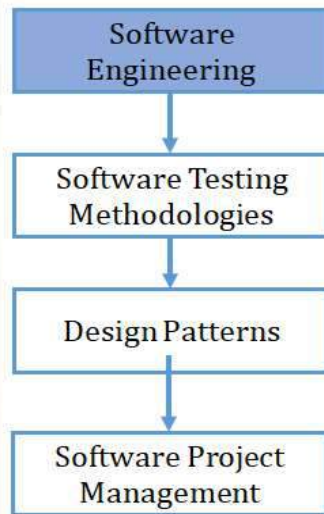 Software
Engineering
Software Testing
Methodologies
Design Patterns
Software Project
Management